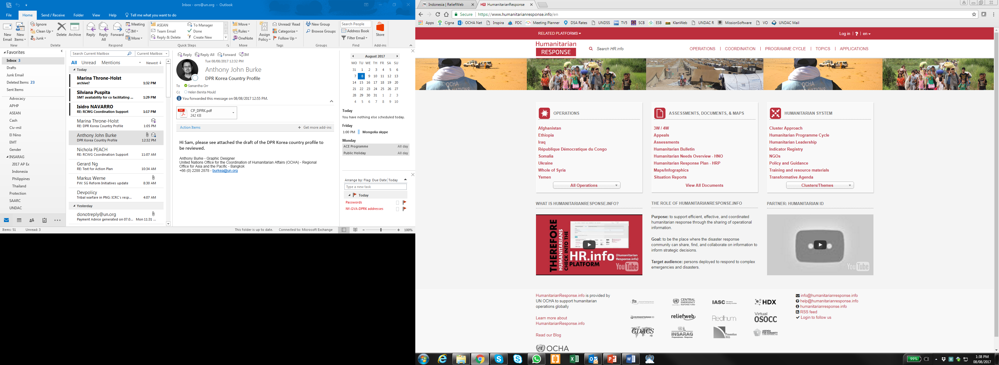 Inbox - orrs@un.org - Outlook
File Home Send / Receive Folder View Help Tell me what you want to do
New Email
New Items
New
Ignore
Clean Up
Junk
Delete
Archive
Delete
Reply
Reply All
Forward
Meeting
IM
More
Respond
ASEAN
Team Email
Reply & Delete
To Manager
Done
Create New
Quick Steps
Move
Rules
OneNote
Move
Assign Policy
Unread/ Read
Categorize
Follow Up
Tags
New Group
Browse Groups
Groups
Search People
Address Book
Filter Email
Find
Store
Add-ins
Favorites
Inbox 3
Drafts
Junk Email
Deleted Items 23
Sent Items
Advocacy
APHP
ASEAN
Cash
Civ-mil
El Nino
EMT
Gender
INSARAG
2017 AP Ex
Indonesia
Philippines
Thailand
Protection
SAARC
UNDAC
Search Current Mailbox Current Mailbox
All Unread Mentions Newest
Today
Marina Throne-Holst
archive? 1:32 PM
Silviana Puspita
SMT availability for co facilitating ... 1:29 PM
Isidro NAVARRO
RE: RCWG Coordination Support 1:17 PM
Marina Throne-Holst
RE: DPR Korea Country Profile 1:05 PM
Anthony John Burke
DPR Korea Country Profile 12:32 PM
Nichola PEACH
RE: RCWG Coordination Support 11:07 AM
Gerard Ng
RE: Text for Action Plan 10:34 AM
Markus Werne
FW: SG Reform Initiatives update 8:30 AM
Devpolicy
Tribal warfare in PNG: ICRC's resp... 4:07 AM
Yesterday
donotreply@un.org
Payment Advice generated on 07.0... Mon 11:31 ...
Reply Reply All Forward IM
Tue 08/08/2017 12:32 PM
Anthony John Burke
DPR Korea Country Profile
To Samantha Orr
Cc Helen Benita Mould
You forwarded this message on 08/08/2017 12:55 PM.
PDF
CP_DPRK.pdf
242 KB
Action Items + Get more add-ins
Hi Sam, please see attached the draft of the DPR Korea country profile to
be reviewed.
Anthony Burke - Graphic Designer
United Nations Office for the Coordination of Humanitarian Affairs (OCHA) - Regional
Office for Asia and the Pacific - Bangkok
+66 (0) 2288 2878 - burkea@un.org
August 2017
MO TU WE TH FR SA SU
31 1 2 3 4 5 6
7 8 9 10 11 12 13
14 15 16 17 18 19 20
21 22 23 24 25 26 27
28 29 30 31 1 2 3
4 5 6 7 8 9 10
Today
You have nothing else scheduled today.
Friday
1:00 PM Mongolia skype
Monday
ACE Programme All day
Public Holiday All day
Arrange by: Flag: Due Date Today
Type a new task
Today
Passwords
NY-GVA-DPRK addresses
Items: 51 Unread: 3 This folder is up to date. Connected to: Microsoft Exchange 100%
Indonesia | ReliefWeb HR HumanitarianResponse
Secure https://www.humanitarianresponse.info/en
Apps Cigna OCHA Net Inspira PDC Meeting Planner DSA Rates UNDSS TV5 SCB ESB KlanWeb UNDAC R MissionSoftware VO UNDAC Mail
RELATED PLATFORMS Log in | ? | en
Humanitarian
RESPONSE
Search HR.info
OPERATIONS | COORDINATION | PROGRAMME CYCLE | TOPICS | APPLICATIONS
OPERATIONS
Afghanistan
Ethiopia
Iraq
République Démocratique du Congo
Somalia
Ukraine
Whole of Syria
Yemen
All Operations
ASSESSMENTS, DOCUMENTS, & MAPS
3W / 4W
Appeals
Assessments
Humanitarian Bulletin
Humanitarian Needs Overview - HNO
Humanitarian Response Plan - HRP
Maps/Infographics
Situation Reports
View All Documents
HUMANITARIAN SYSTEM
Cluster Approach
Humanitarian Programme Cycle
Humanitarian Leadership
Indicator Registry
NGOs
Policy and Guidance
Training and resource materials
Transformative Agenda
Clusters/Themes
WHAT IS HUMANITARIANRESPONSE.INFO?
THEREFORE
HUMANITARIANS
CHECK INTO THE
HR.info (Humanitarian Response.info)
PLATFORM
YouTube
THE ROLE OF HUMANITARIANRESPONSE.INFO
Purpose: to support efficient, effective, and coordinated
humanitarian response through the sharing of operational
information.
Goal: to be the place where the disaster response
community can share, find, and collaborate on information to
inform strategic decisions.
Target audience: persons deployed to respond to complex
emergencies and disasters.
PARTNER: HUMANITARIAN ID
YouTube
HumanitarianResponse.info is provided by
UN OCHA to support humanitarian
operations globally
Learn more about
HumanitarianResponse.info
Read our Blog
OCHA
fts
CENTRAL EMERGENCY RESPONSE FUND
IASC
HDX
HUMANITARIAN ID
reliefweb
Redhum
Virtual OSOCC
GDACS
INSARAG
Preparedness - Response
Prevention Web
AGENDA FOR HUMANITY
info@humanitarianresponse.info
help@humanitarianresponse.info
humanitarianresponse.info
RSS feed
Login to follow us
99%
1:38 PM
08/08/2017